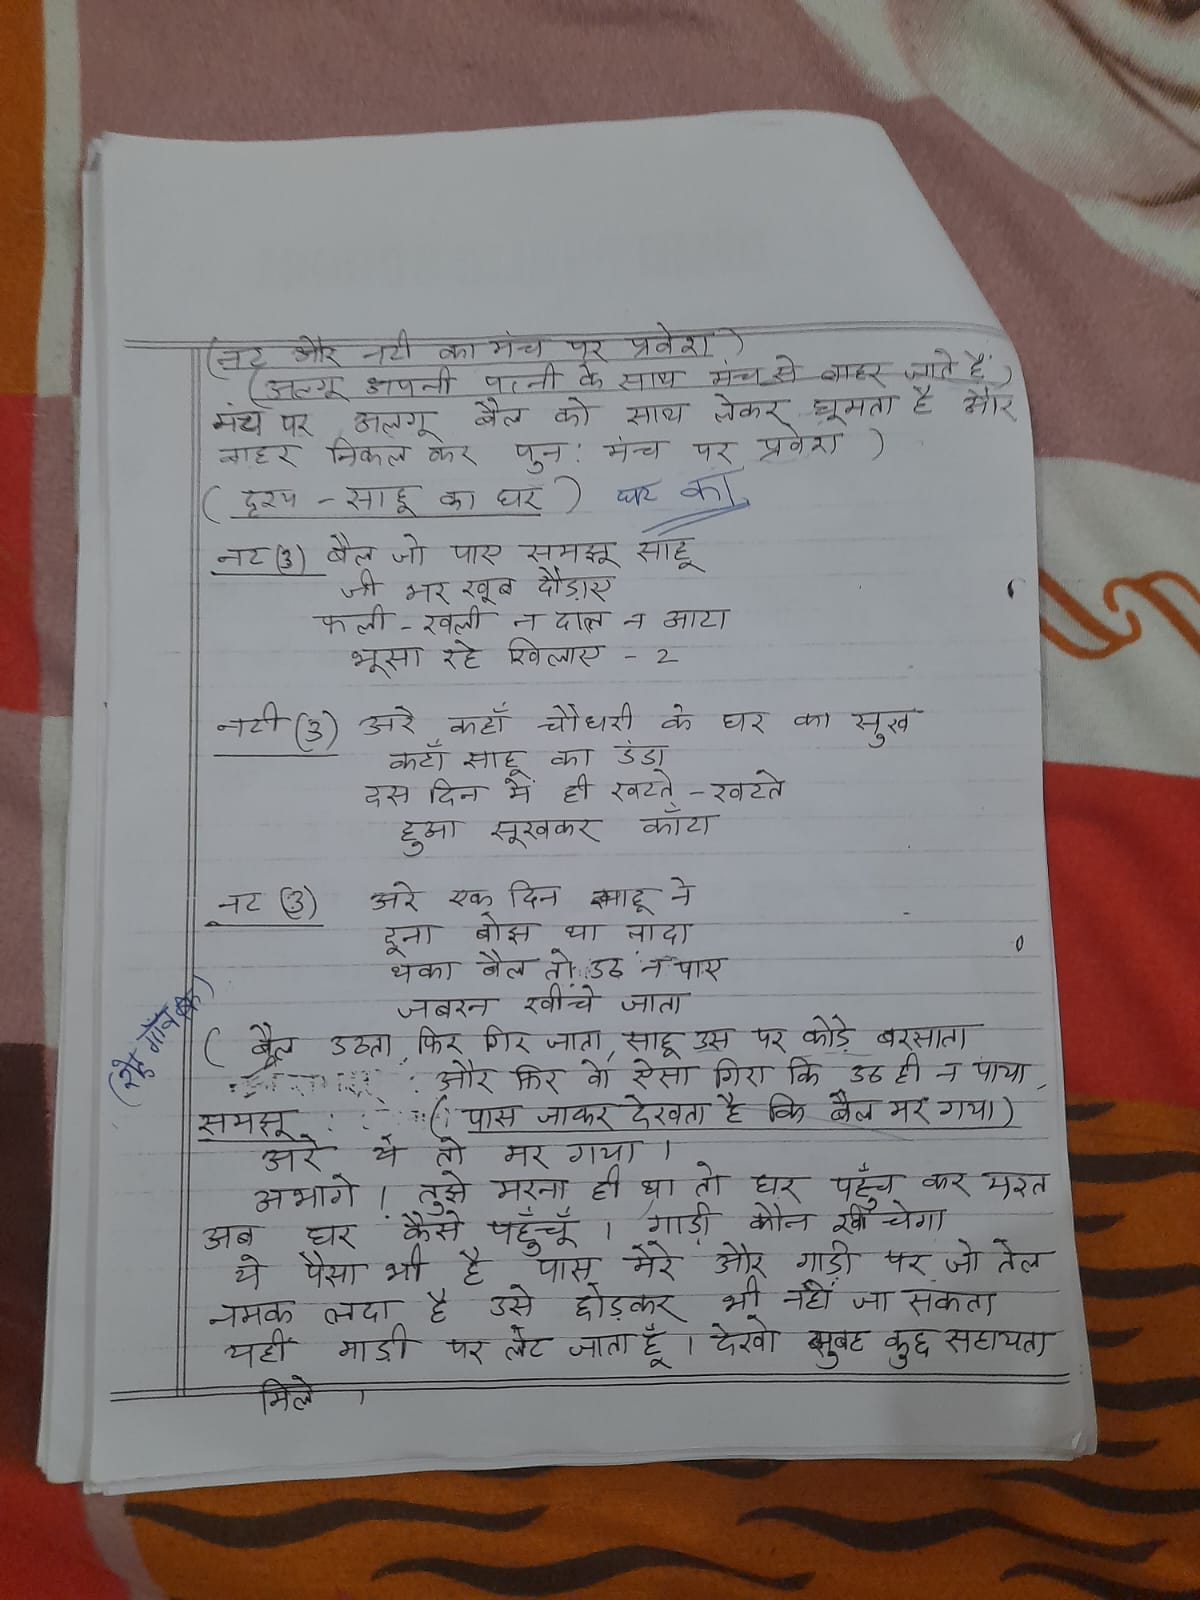 (नट और नटी का मंच पर प्रवेश)
(अलगू अपनी पत्नी के साथ मंच से बाहर जाते हैं)
मंच पर अलगू बैल को साथ लेकर घूमता है और
बाहर निकल कर पुन: मंच पर प्रवेश)
(दृश्य - साहू का घर) घर का
नट (3) बैल जो पाए समझू साहू
जी भर खूब दौड़ाए
फली - खली न दाल न आटा
भूसा रहे खिलाए - 2
नटी (3) अरे कहाँ चौधरी के घर का सुख
कहाँ साहू का डंडा
दस दिन में ही खटते - खटते
हुआ सूखकर काँटा
नट (3) अरे एक दिन साहू ने
दूना बोझ था लादा
थका बैल तो उठ न पाए
जबरन खींचे जाता
(बैल उठता, फिर गिर जाता, साहू उस पर कोड़े बरसाता
और फिर वो ऐसा गिरा कि उठ ही न पाया,
समझू : (पास जाकर देखता है कि बैल मर गया)
अरे ये तो मर गया।
अभागे। तुझे मरना ही था तो घर पहुँच कर मरत
अब घर कैसे पहुँचूँ। गाड़ी कौन खींचेगा
ये पैसा भी है पास मेरे और गाड़ी पर जो तेल
नमक लदा है उसे छोड़कर भी नहीं जा सकता
यहीं गाड़ी पर लेट जाता हूँ। देखो सुबह कुछ सहायता
मिले।